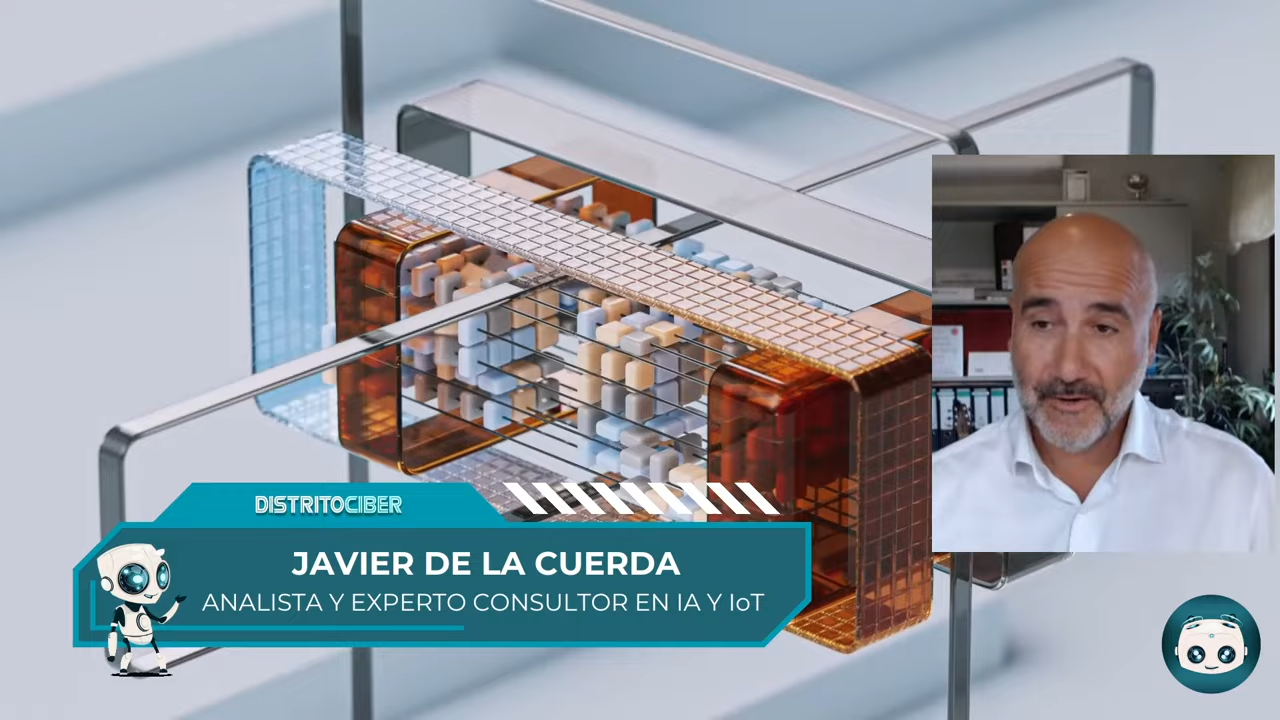 DISTRITOCIBER
JAVIER DE LA CUERDA
ANALISTA Y EXPERTO CONSULTOR EN IA Y IoT